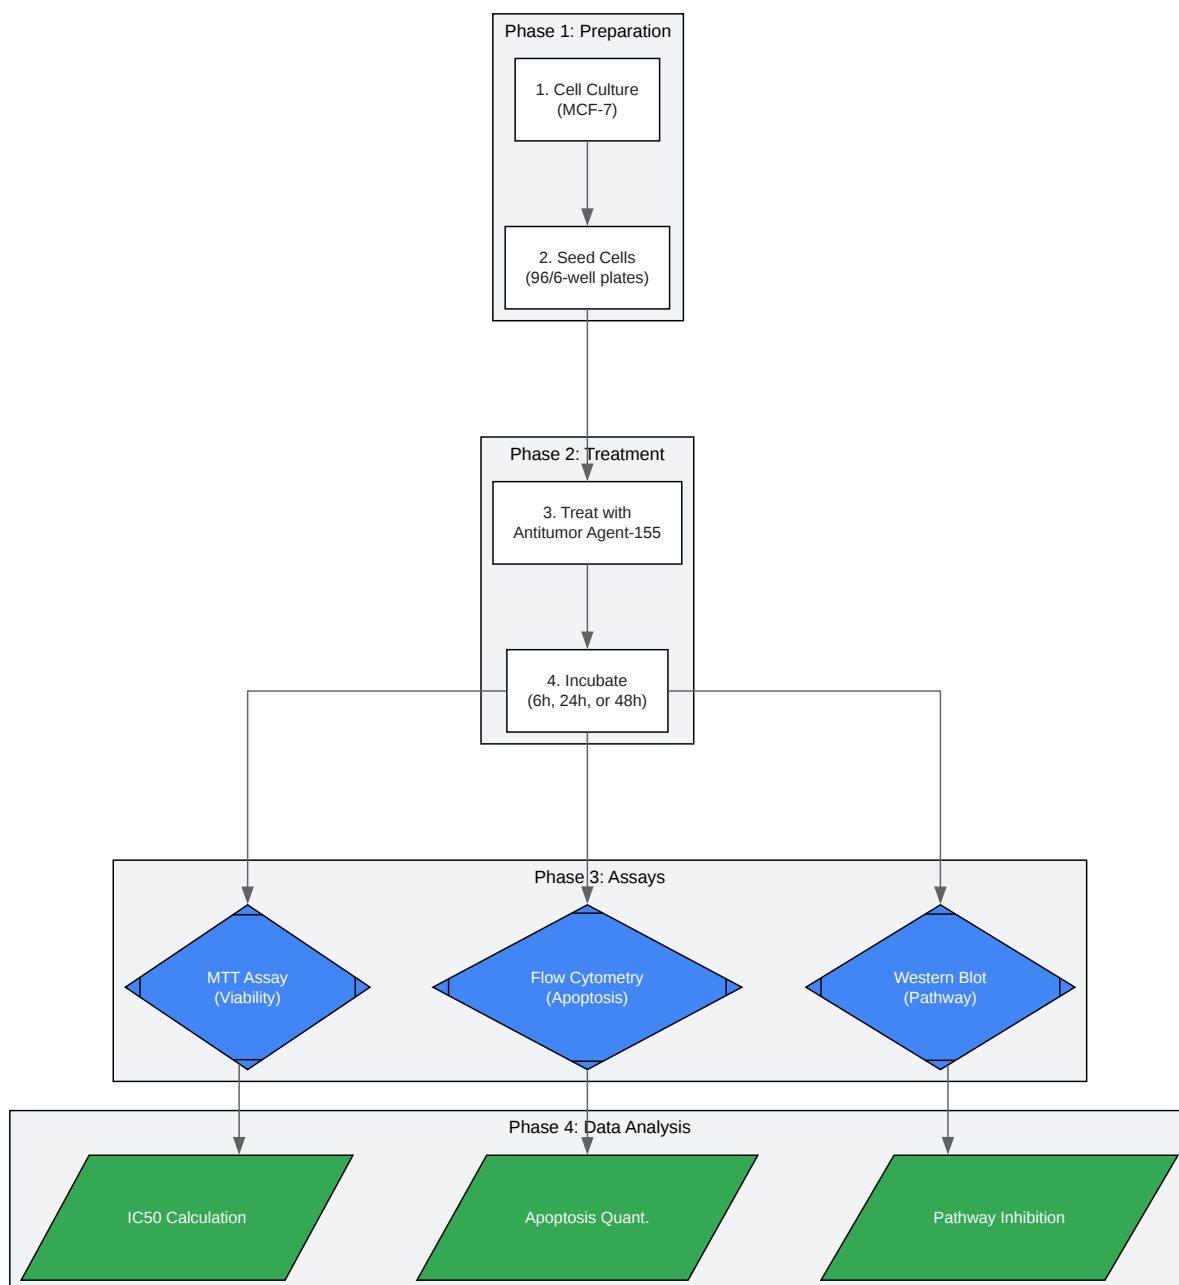 Phase 1: Preparation
1. Cell Culture
(MCF-7)
2. Seed Cells
(96/6-well plates)
Phase 2: Treatment
3. Treat with
Antitumor Agent-155
4. Incubate
(6h, 24h, or 48h)
Phase 3: Assays
MTT Assay
(Viability)
Flow Cytometry
(Apoptosis)
Western Blot
(Pathway)
Phase 4: Data Analysis
IC50 Calculation
Apoptosis Quant.
Pathway Inhibition